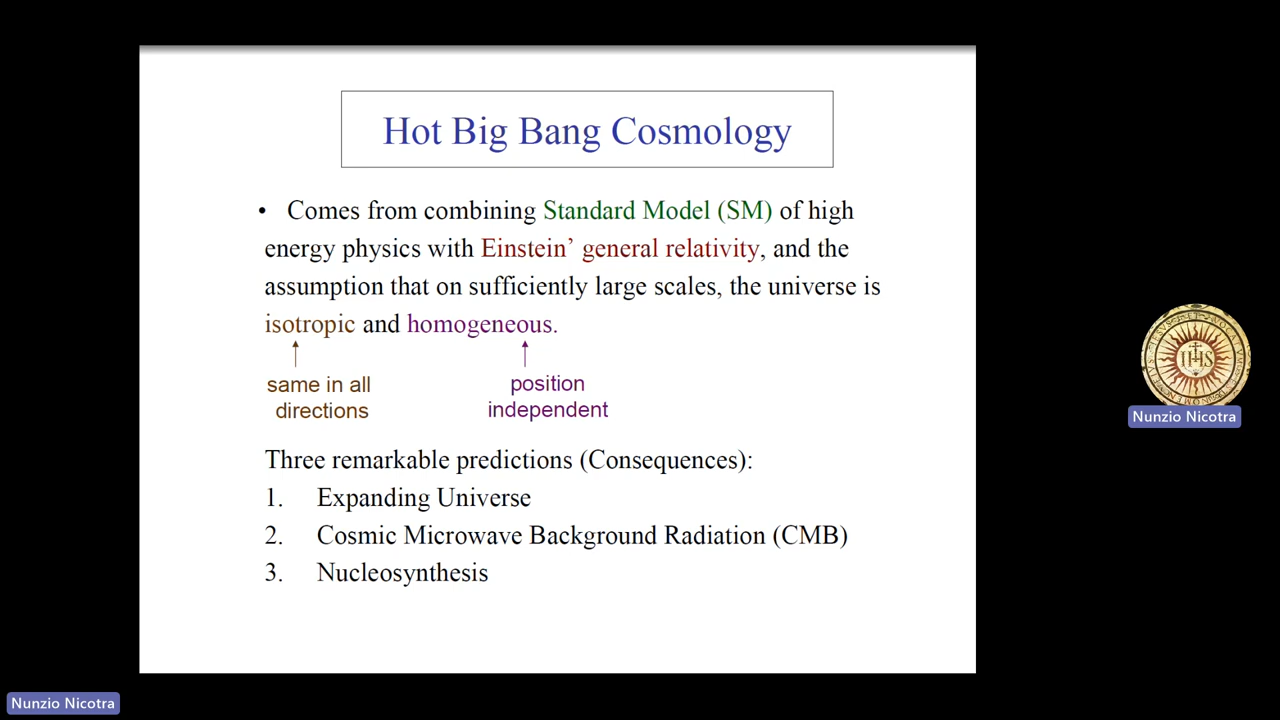 Hot Big Bang Cosmology
• Comes from combining Standard Model (SM) of high
energy physics with Einstein’ general relativity, and the
assumption that on sufficiently large scales, the universe is
isotropic and homogeneous.
same in all
directions
position
independent
Three remarkable predictions (Consequences):
1. Expanding Universe
2. Cosmic Microwave Background Radiation (CMB)
3. Nucleosynthesis
IHS
Nunzio Nicotra
Nunzio Nicotra